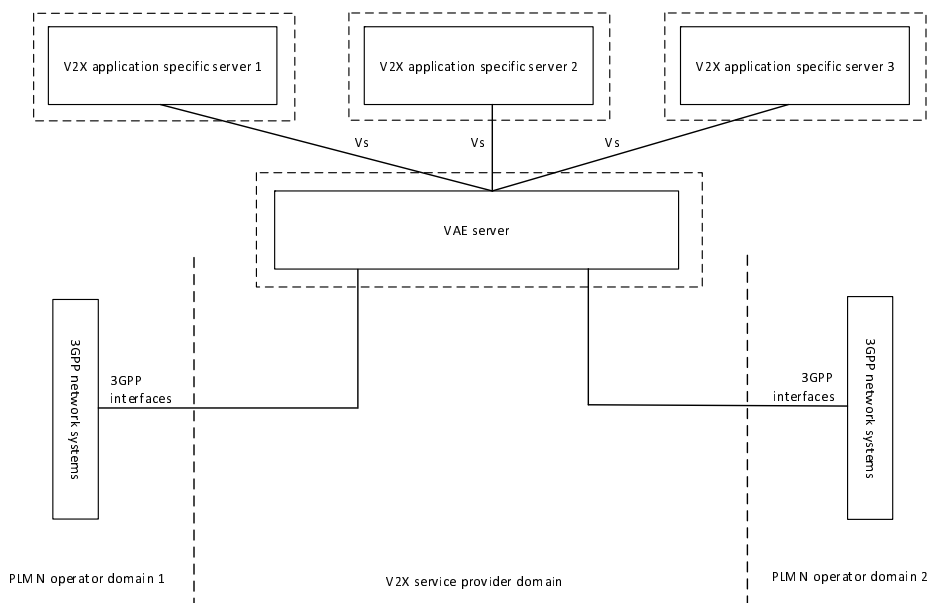 V2X application specific server 1
V2X application specific server 2
V2X application specific server 3
Vs
Vs
Vs
VAE server
3GPP network systems
3GPP
interfaces
3GPP
interfaces
3GPP network systems
PLMN operator domain 1
V2X service provider domain
PLMN operator domain 2